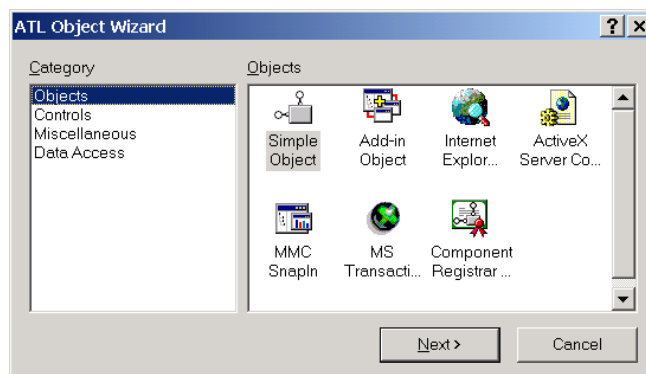 ATL Object Wizard
Category
Objects
Controls
Miscellaneous
Data Access
Objects
Simple Object
Add-in Object
Internet Explor...
ActiveX Server Co...
MMC SnapIn
MS Transacti...
Component Registrar ...
Next >
Cancel